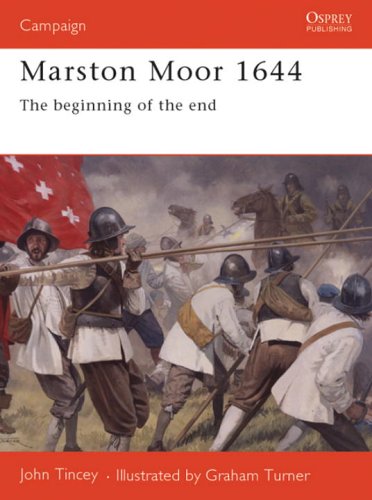 Campaign
OSPREY
PUBLISHING
Marston Moor 1644
The beginning of the end
John Tincey · Illustrated by Graham Turner